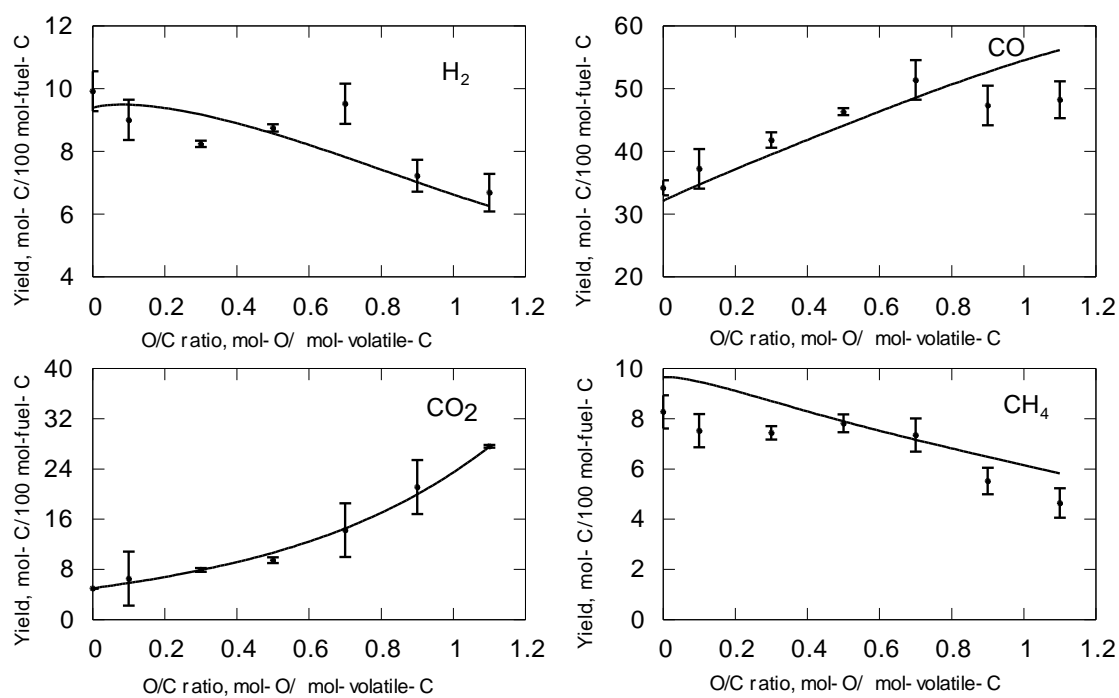 Yield, mol- C/100 mol-fuel- C
12
10
8
6
4
H2
0 0.2 0.4 0.6 0.8 1 1.2
O/C ratio, mol- O/ mol- volatile- C
Yield, mol- C/100 mol-fuel- C
60
50
40
30
20
CO
0 0.2 0.4 0.6 0.8 1 1.2
O/C ratio, mol- O/ mol- volatile- C
Yield, mol- C/100 mol-fuel- C
40
32
24
16
8
0
CO2
0 0.2 0.4 0.6 0.8 1 1.2
O/C ratio, mol- O/ mol- volatile- C
Yield, mol- C/100 mol-fuel- C
10
8
6
4
2
0
CH4
0 0.2 0.4 0.6 0.8 1 1.2
O/C ratio, mol- O/ mol- volatile- C